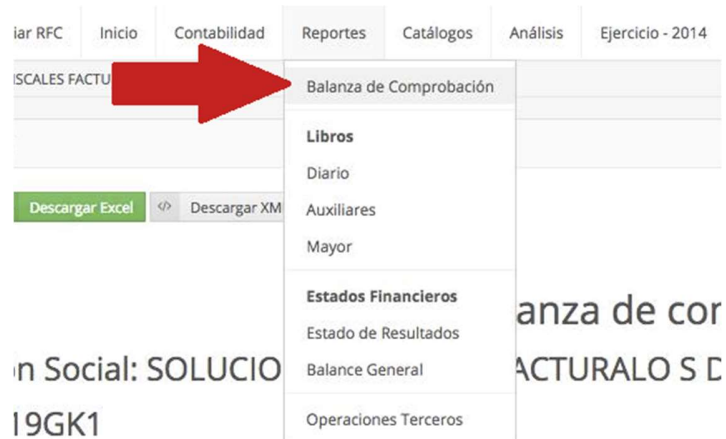 iar RFC Inicio Contabilidad Reportes Catálogos Análisis Ejercicio - 2014
ISCALES FACTU
Balanza de Comprobación
Libros
Diario
Descargar Excel </> Descargar XM
Auxiliares
Mayor
Estados Financieros
anza de cor
Estado de Resultados
ón Social: SOLUCIO
Balance General
ACTURALO S D
Operaciones Terceros
19GK1